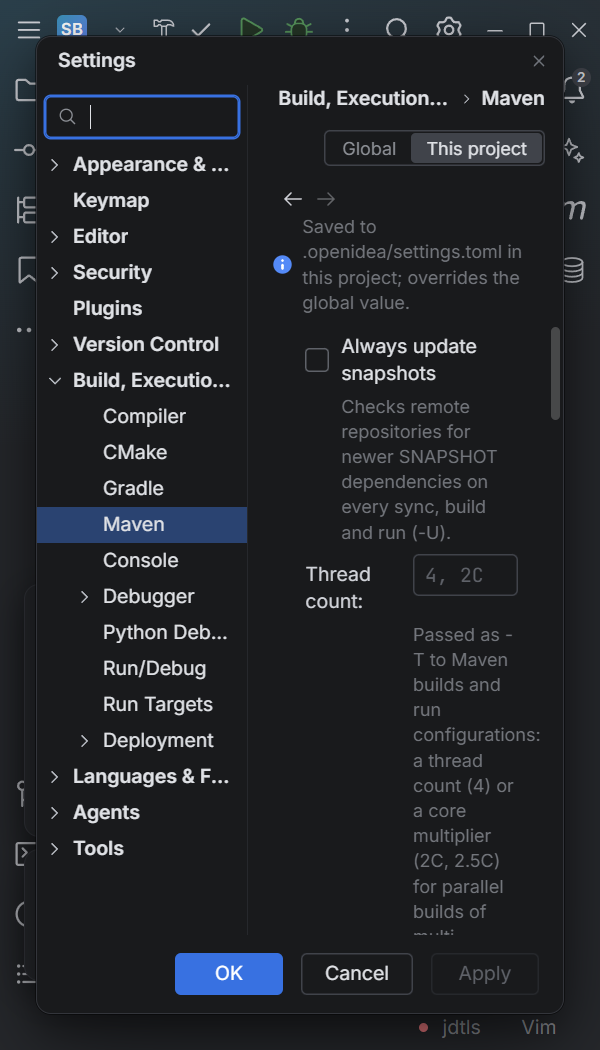 SB
Settings
2
Build, Execution... › Maven
Global
This project
Appearance & ...
Keymap
Editor
Security
Plugins
Version Control
Build, Executio...
Compiler
CMake
Gradle
Maven
Console
Debugger
Python Deb...
Run/Debug
Run Targets
Deployment
Languages & F...
Agents
Tools
Saved to
.openidea/settings.toml in
this project; overrides the
global value.
Always update
snapshots
Checks remote
repositories for
newer SNAPSHOT
dependencies on
every sync, build
and run (-U).
Thread
count:
4, 2C
Passed as -
T to Maven
builds and
run
configurations:
a thread
count (4) or
a core
multiplier
(2C, 2.5C)
for parallel
builds of
multi
OK
Cancel
Apply
m
jdtls
Vim